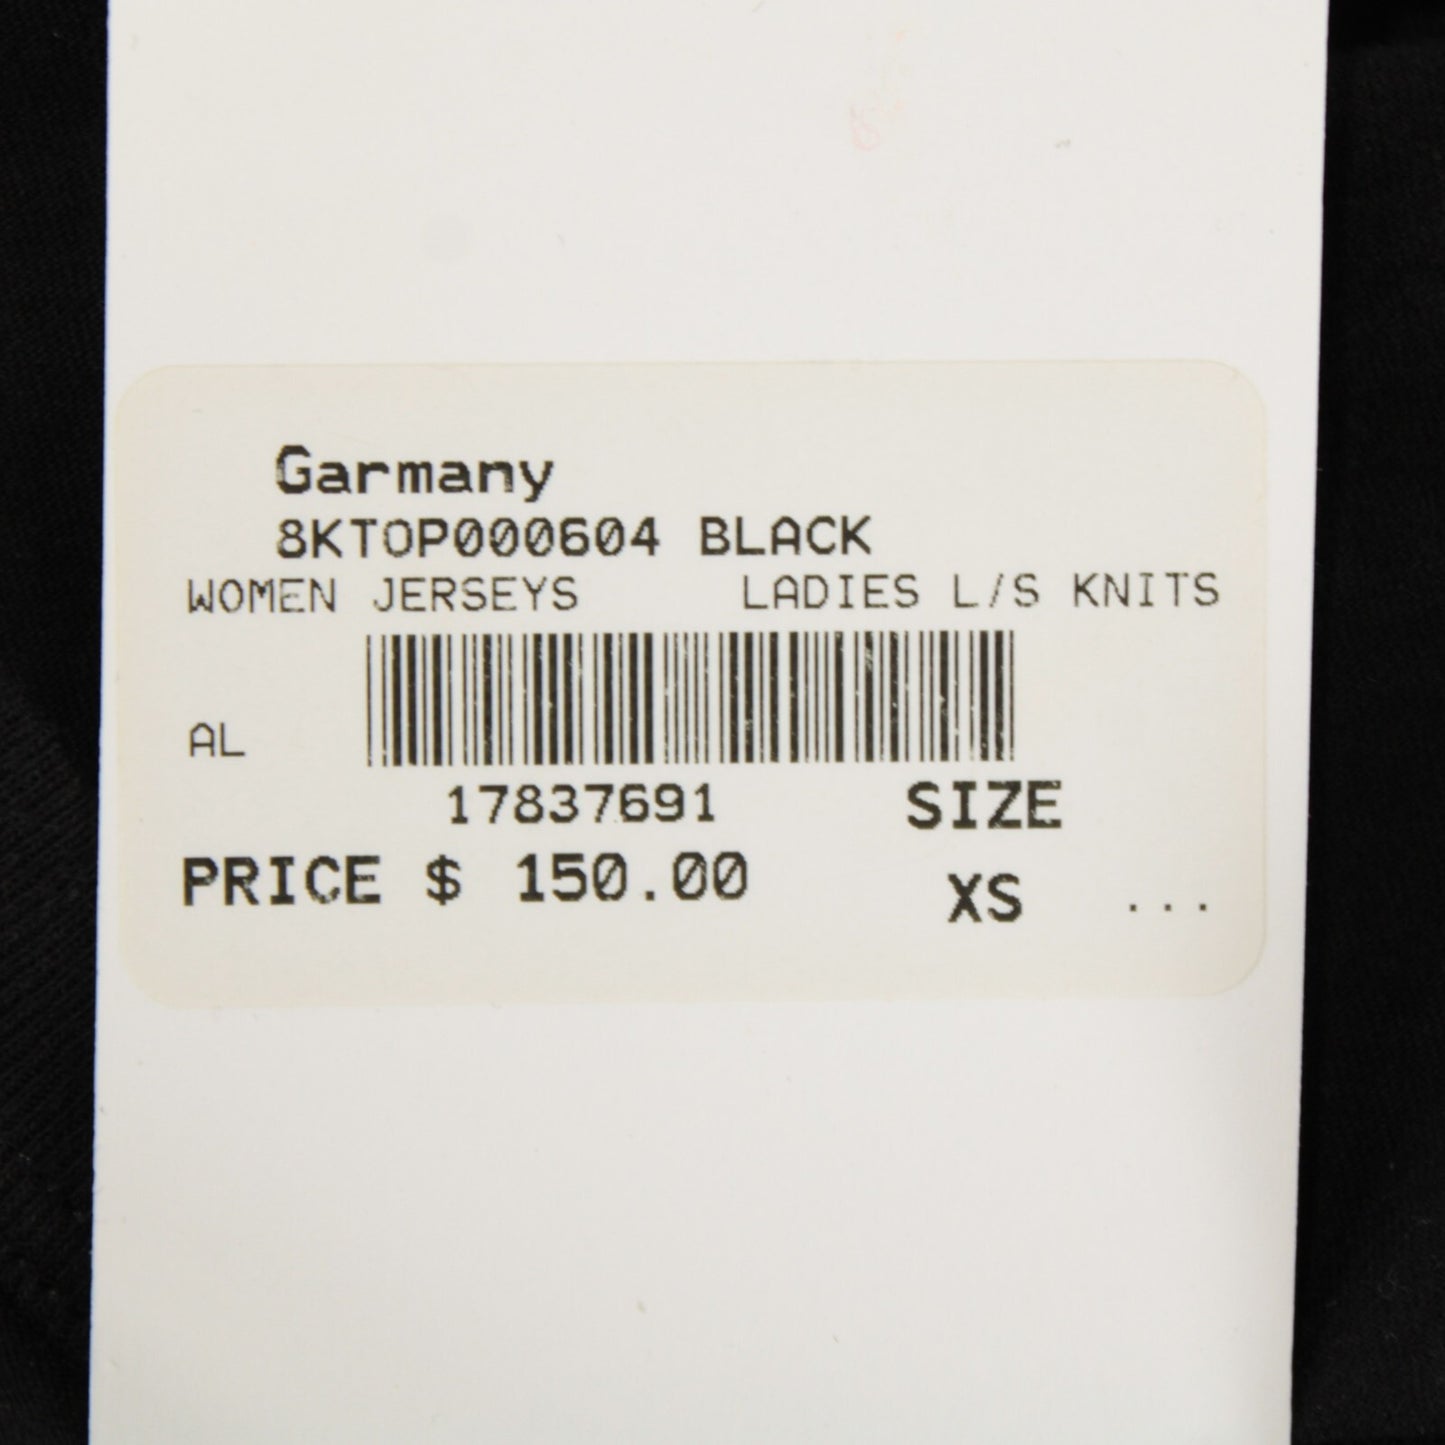 Garmany
8KTOP000604 BLACK
WOMEN JERSEYS LADIES L/S KNITS
AL
17837691 SIZE
PRICE $ 150.00 XS ...